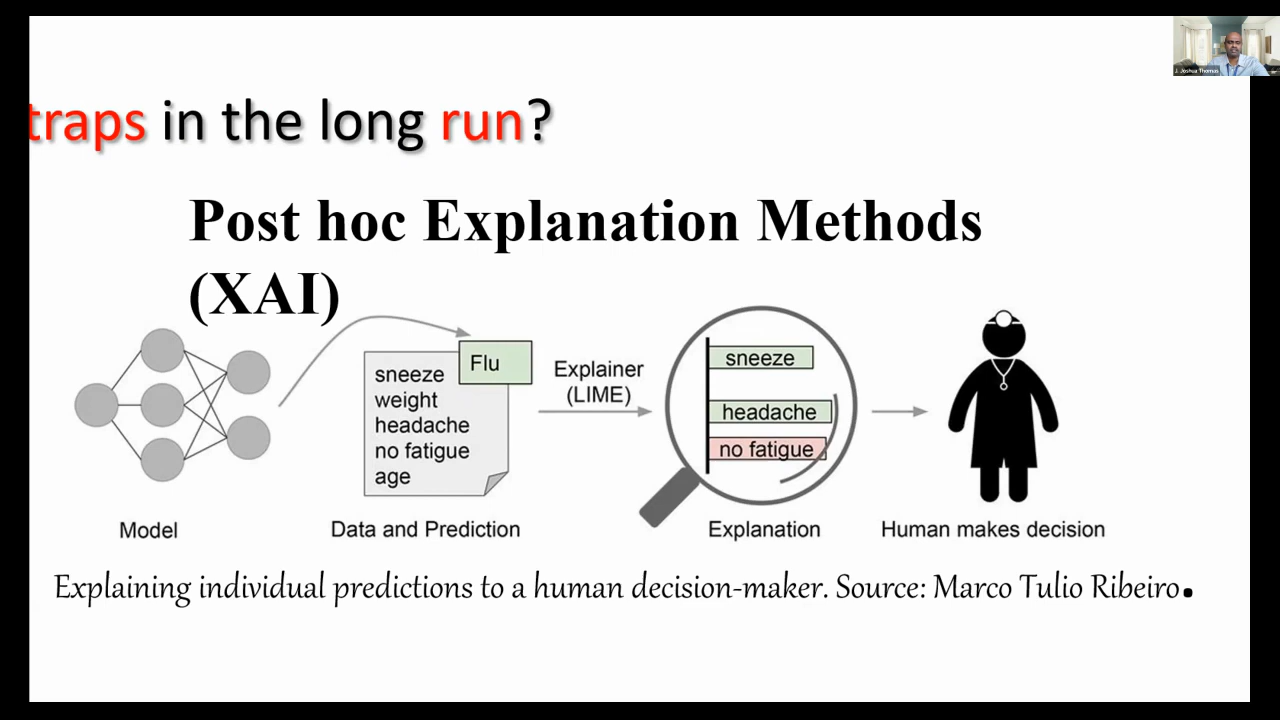 J. Joshua Thomas
traps in the long run?
Post hoc Explanation Methods
(XAI)
Flu
sneeze
weight
headache
no fatigue
age
Explainer
(LIME)
sneeze
headache
no fatigue
Model
Data and Prediction
Explanation
Human makes decision
Explaining individual predictions to a human decision-maker. Source: Marco Tulio Ribeiro.